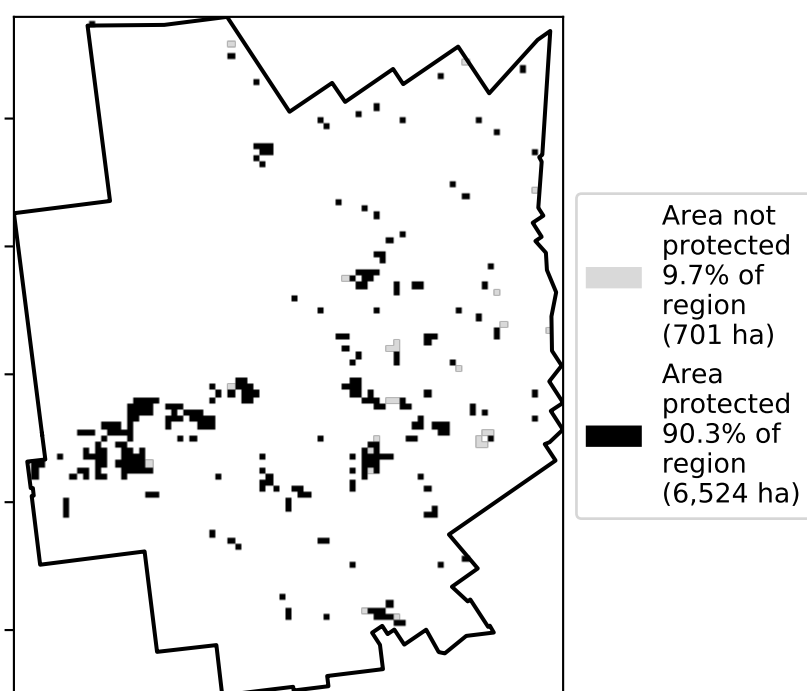 Area not
protected
9.7% of
region
(701 ha)
Area
protected
90.3% of
region
(6,524 ha)